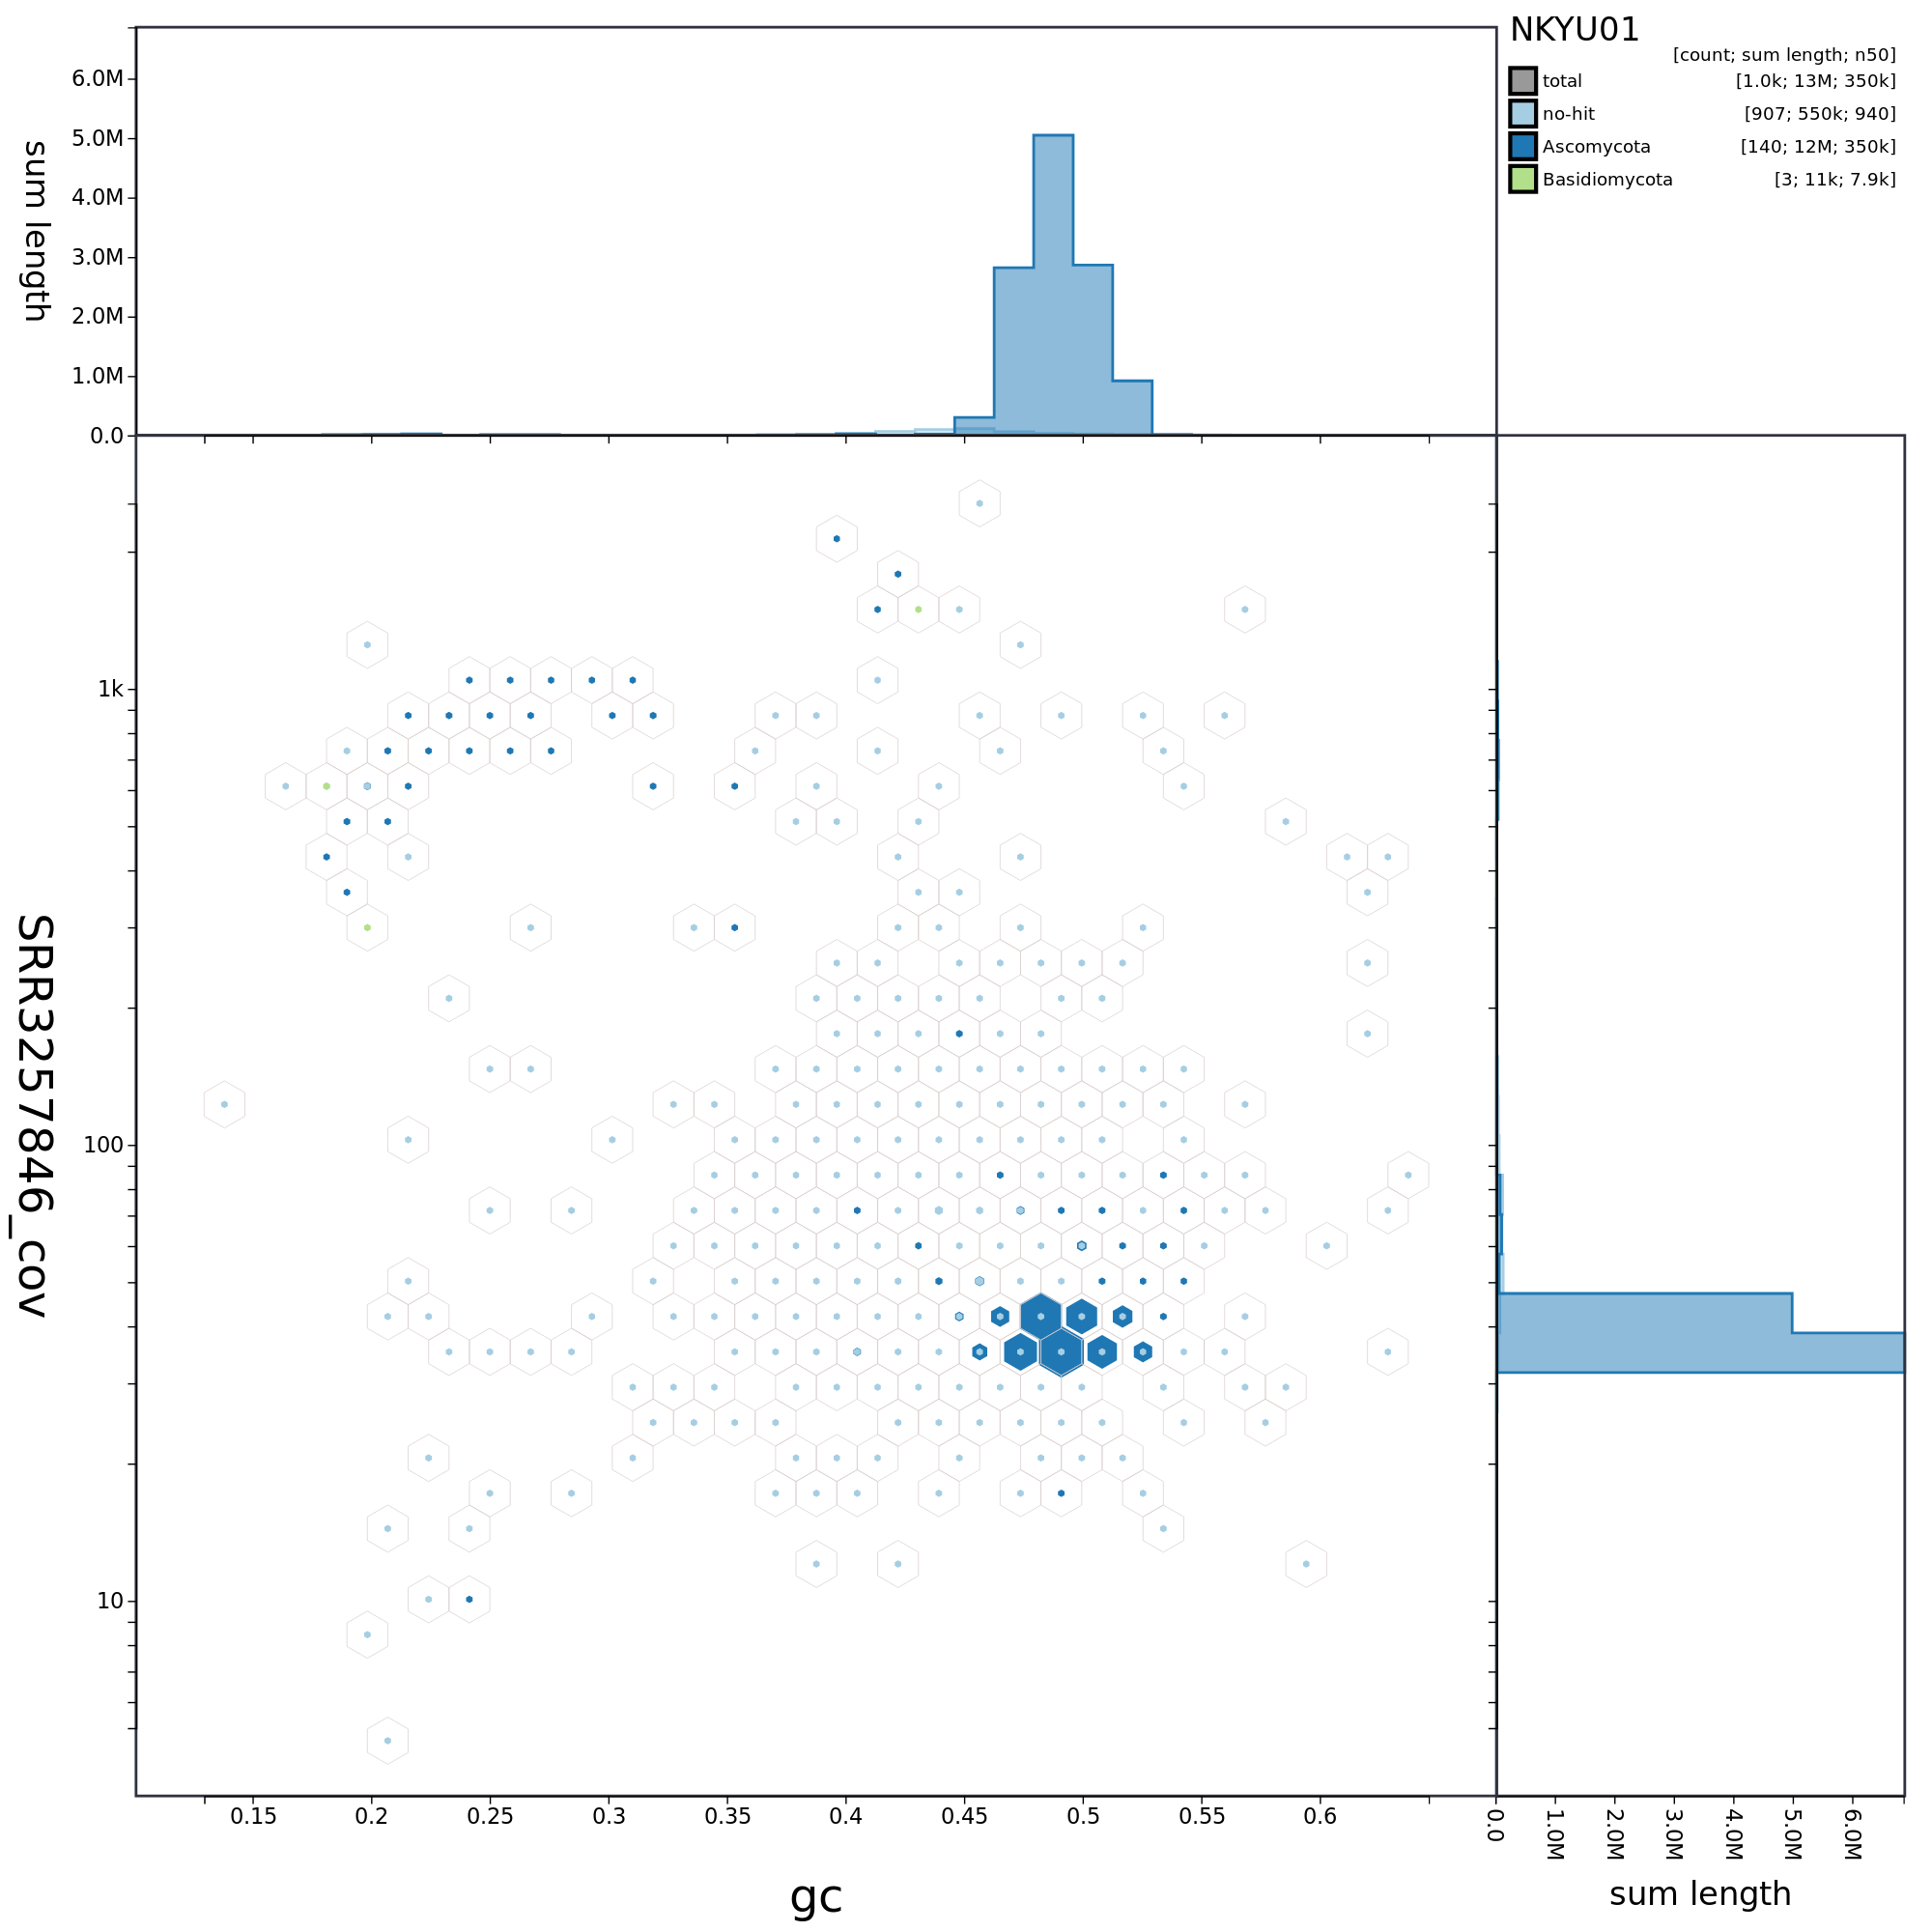 NKYU01
[count; sum length; n50]
total [1.0k; 13M; 350k]
no-hit [907; 550k; 940]
Ascomycota [140; 12M; 350k]
Basidiomycota [3; 11k; 7.9k]
sum length
6.0M
5.0M
4.0M
3.0M
2.0M
1.0M
0.0
SRR3257846_cov
1k
100
10
0.15 0.2 0.25 0.3 0.35 0.4 0.45 0.5 0.55 0.6
gc
0.0 1.0M 2.0M 3.0M 4.0M 5.0M 6.0M
sum length